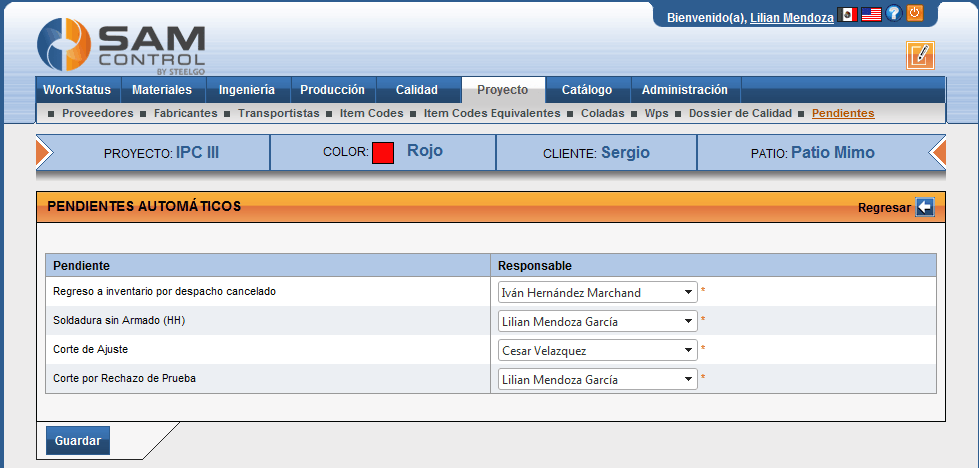 Bienvenido(a), Lilian Mendoza
SAM
CONTROL
BY STEELGO
WorkStatus Materiales Ingeniería Producción Calidad Proyecto Catálogo Administración
Proveedores Fabricantes Transportistas Item Codes Item Codes Equivalentes Coladas Wps Dossier de Calidad Pendientes
PROYECTO: IPC III COLOR: Rojo CLIENTE: Sergio PATIO: Patio Mimo
PENDIENTES AUTOMÁTICOS Regresar
Pendiente Responsable
Regreso a inventario por despacho cancelado Iván Hernández Marchand *
Soldadura sin Armado (HH) Lilian Mendoza García *
Corte de Ajuste Cesar Velazquez *
Corte por Rechazo de Prueba Lilian Mendoza García *
Guardar